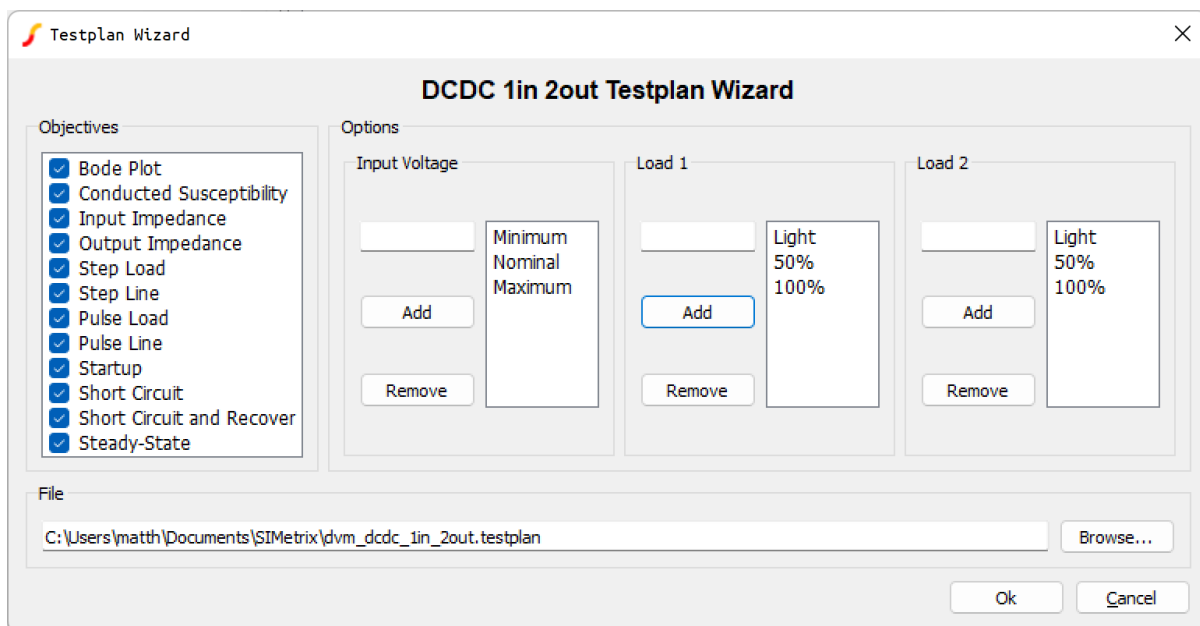 Testplan Wizard
DCDC 1in 2out Testplan Wizard
Objectives
Bode Plot
Conducted Susceptibility
Input Impedance
Output Impedance
Step Load
Step Line
Pulse Load
Pulse Line
Startup
Short Circuit
Short Circuit and Recover
Steady-State
Options
Input Voltage
Add
Remove
Minimum
Nominal
Maximum
Load 1
Add
Remove
Light
50%
100%
Load 2
Add
Remove
Light
50%
100%
File
C:\Users\matth\Documents\SIMetrix\dvm_dcdc_1in_2out.testplan
Browse...
Ok
Cancel